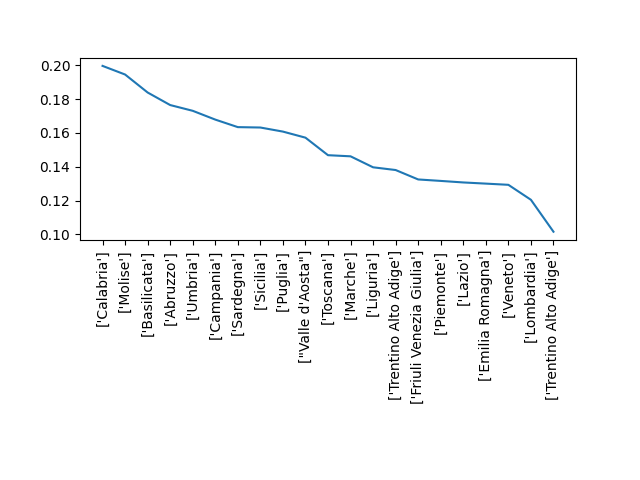 0.20
0.18
0.16
0.14
0.12
0.10
['Calabria']
['Molise']
['Basilicata']
['Abruzzo']
['Umbria']
['Campania']
['Sardegna']
['Sicilia']
['Puglia']
["Valle d'Aosta"]
['Toscana']
['Marche']
['Liguria']
['Trentino Alto Adige']
['Friuli Venezia Giulia']
['Piemonte']
['Lazio']
['Emilia Romagna']
['Veneto']
['Lombardia']
['Trentino Alto Adige']